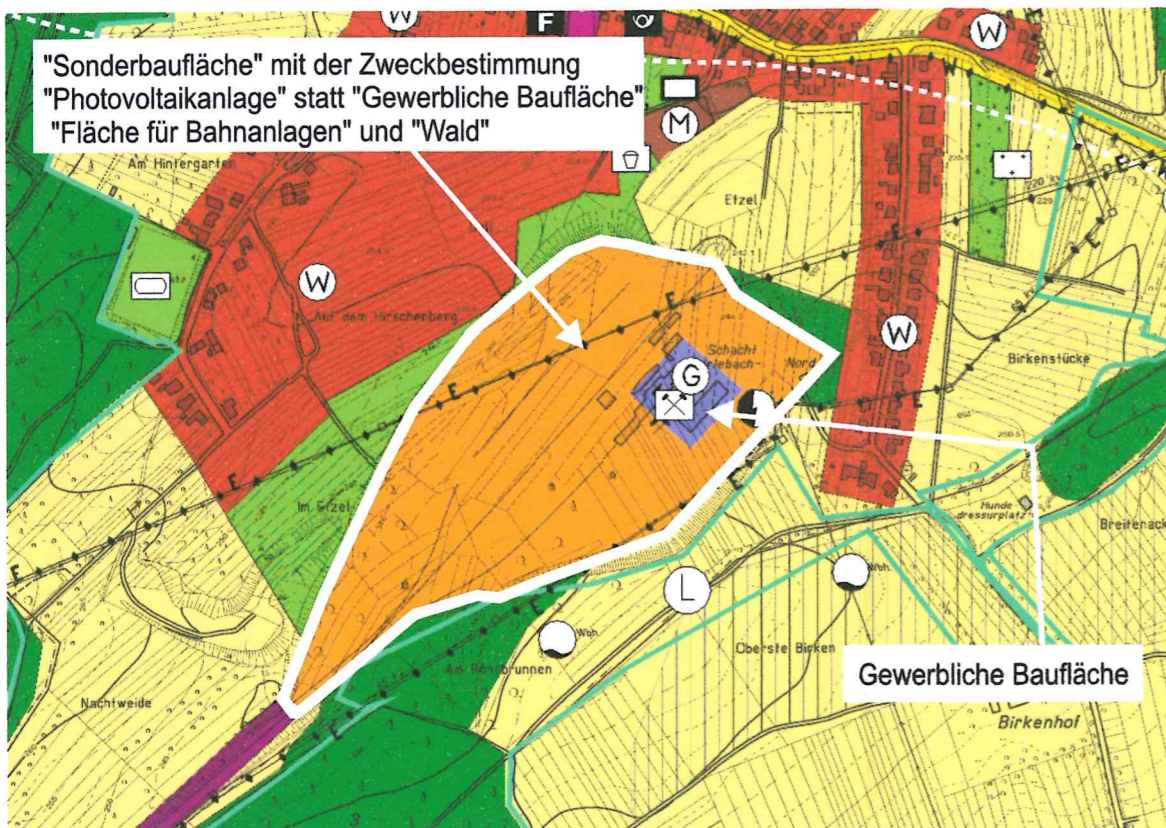 F
W
W
"Sonderbaufläche" mit der Zweckbestimmung
"Photovoltaikanlage" statt "Gewerbliche Baufläche"
"Fläche für Bahnanlagen" und "Wald"
M
Am Hintergarten
Etzel
E
E
W
Auf dem Hirschenberg
E
Schacht
Nord
W
Birkenstücke
G
E
E
E
Im Etzel
E
Hunde
dressurplatz
L
Wbh.
Wbh.
E
Oberste Birken
Am Rossbrunnen
Gewerbliche Baufläche
Nachtweide
E
Birkenhof